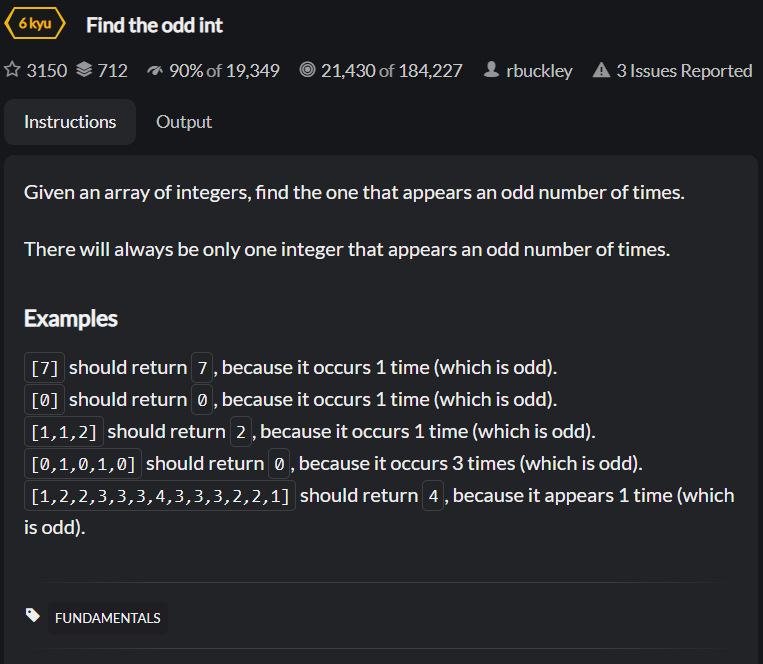 6 kyu Find the odd int
3150 712 90% of 19,349 21,430 of 184,227 rbuckley 3 Issues Reported
Instructions Output
Given an array of integers, find the one that appears an odd number of times.
There will always be only one integer that appears an odd number of times.
Examples
[7] should return 7, because it occurs 1 time (which is odd).
[0] should return 0, because it occurs 1 time (which is odd).
[1,1,2] should return 2, because it occurs 1 time (which is odd).
[0,1,0,1,0] should return 0, because it occurs 3 times (which is odd).
[1,2,2,3,3,3,4,3,3,3,2,2,1] should return 4, because it appears 1 time (which
is odd).
FUNDAMENTALS